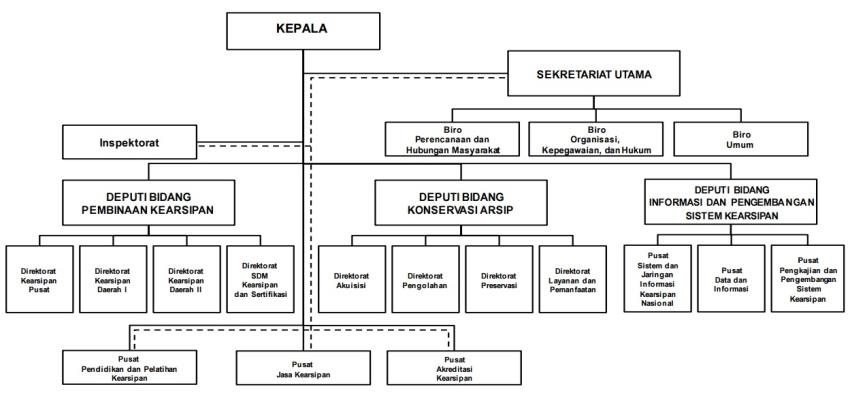 KEPALA
SEKRETARIAT UTAMA
Biro
Perencanaan dan
Hubungan Masyarakat
Biro
Organisasi,
Kepegawaian, dan Hukum
Biro
Umum
Inspektorat
DEPUTI BIDANG
PEMBINAAN KEARSIPAN
DEPUTI BIDANG
KONSERVASI ARSIP
DEPUTI BIDANG
INFORMASI DAN PENGEMBANGAN
SISTEM KEARSIPAN
Direktorat
Kearsipan
Pusat
Direktorat
Kearsipan
Daerah I
Direktorat
Kearsipan
Daerah II
Direktorat
SDM
Kearsipan
dan Sertifikasi
Direktorat
Akuisisi
Direktorat
Pengolahan
Direktorat
Preservasi
Direktorat
Layanan dan
Pemanfaatan
Pusat
Sistem dan
Jaringan
Informasi
Kearsipan
Nasional
Pusat
Data dan
Informasi
Pusat
Pengkajian dan
Pengembangan
Sistem
Kearsipan
Pusat
Pendidikan dan Pelatihan
Kearsipan
Pusat
Jasa Kearsipan
Pusat
Akreditasi
Kearsipan